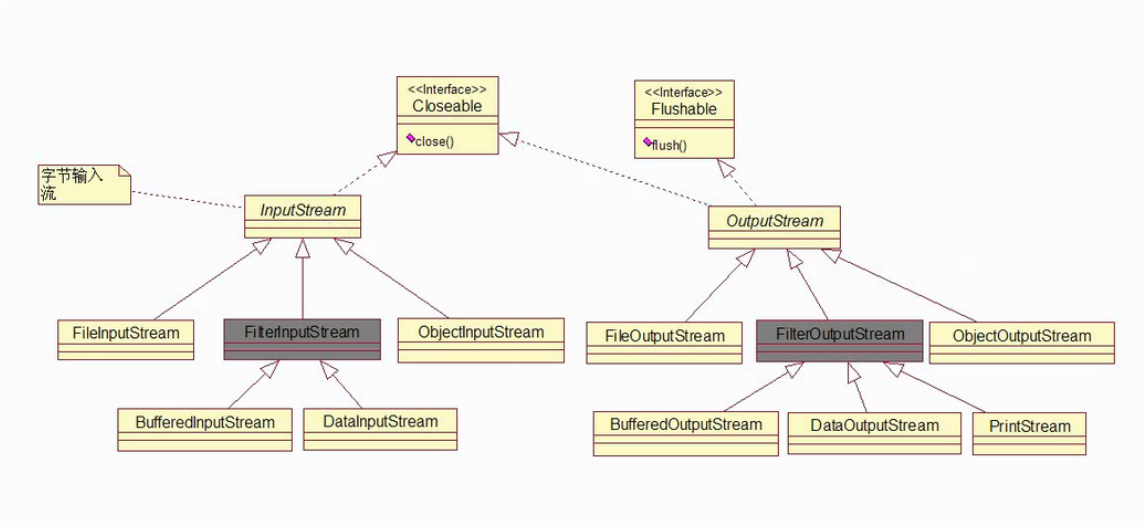 <<Interface>>
Closeable
close()
<<Interface>>
Flushable
flush()
字节输入
流
InputStream
OutputStream
FileInputStream
FilterInputStream
ObjectInputStream
FileOutputStream
FilterOutputStream
ObjectOutputStream
BufferedInputStream
DataInputStream
BufferedOutputStream
DataOutputStream
PrintStream